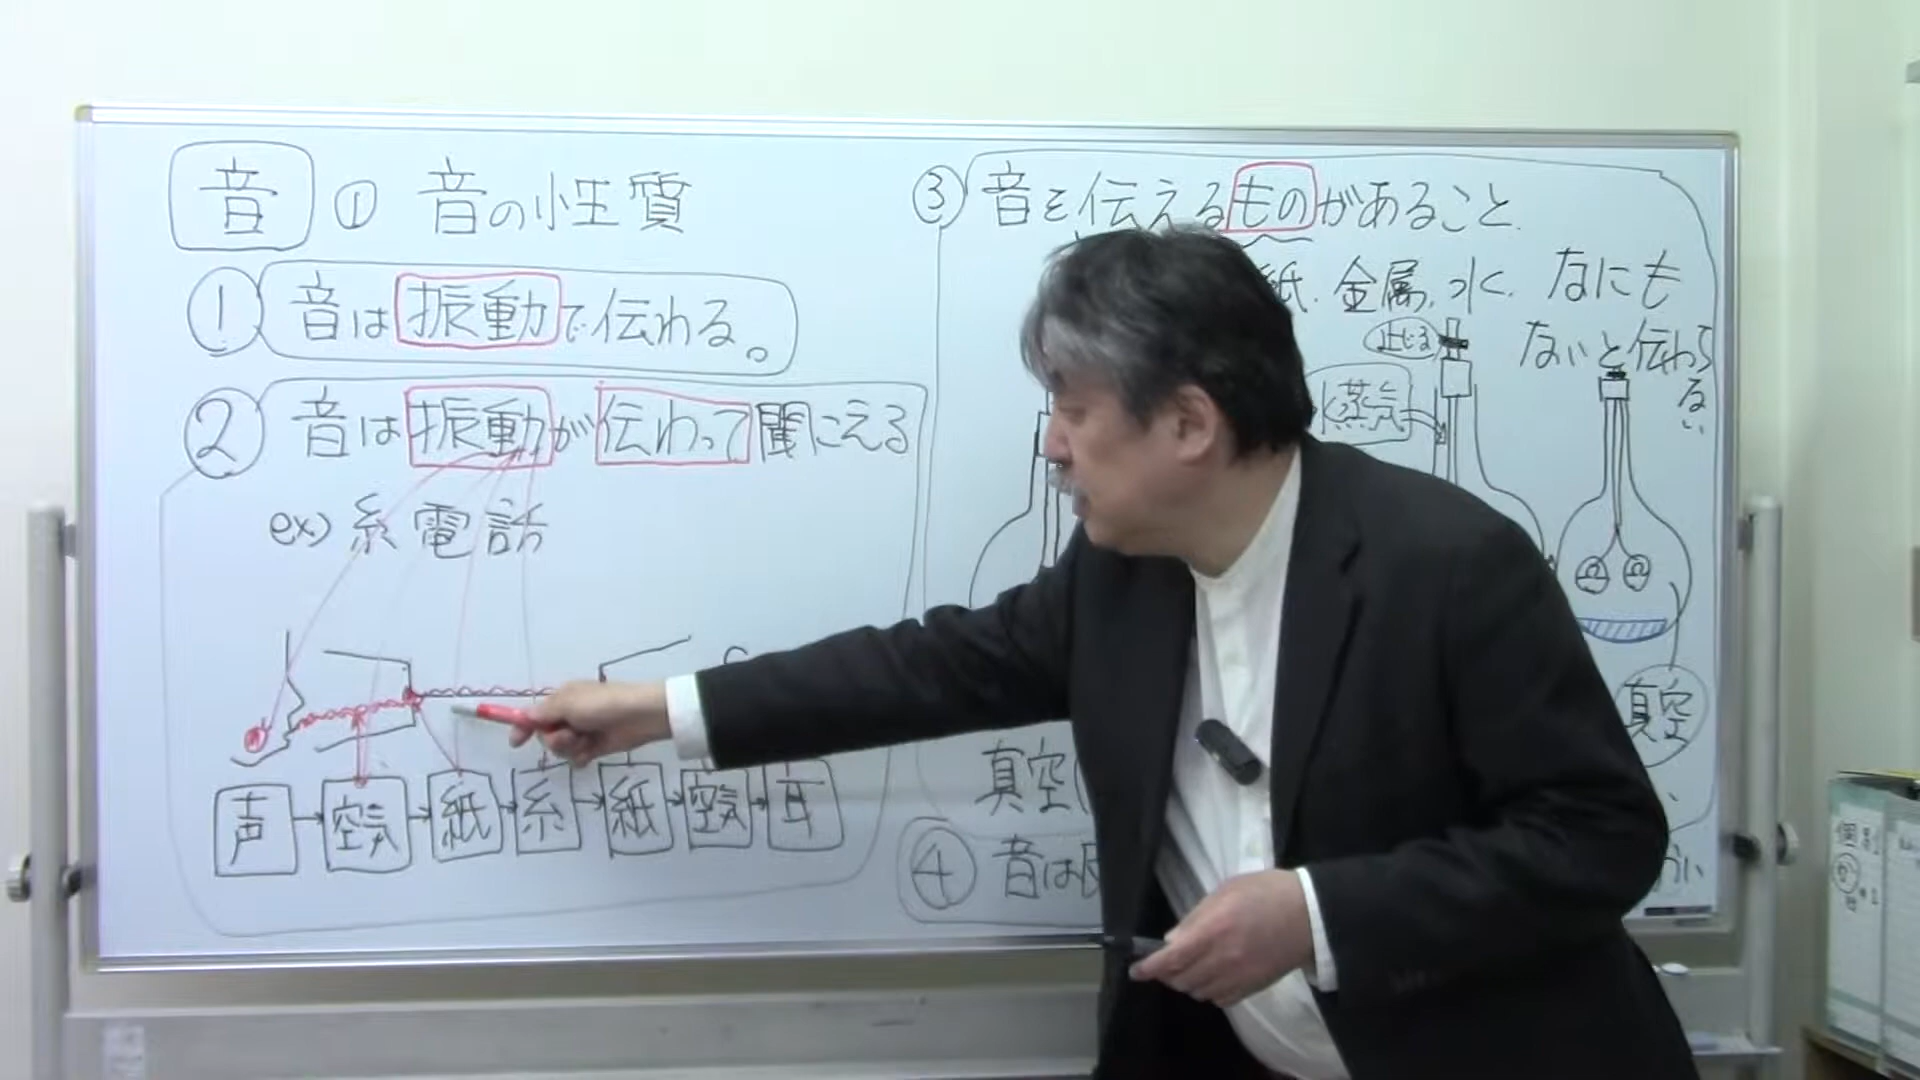 音 ① 音の性質
① 音は振動で伝わる。
② 音は振動が伝わって聞こえる
ex) 糸電話
声 → 空気 → 紙 → 糸 → 紙 → 空気 → 耳
③ 音を伝えるものがあること.
紙. 金属. 水.
なにも
ないと伝わら
ない
止じる
蒸気
真空
真空
④ 音は
個別